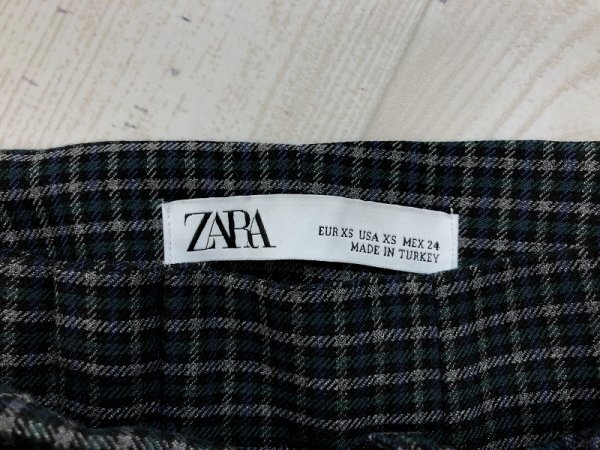 ZARA
EUR XS USA XS MEX 24
MADE IN TURKEY